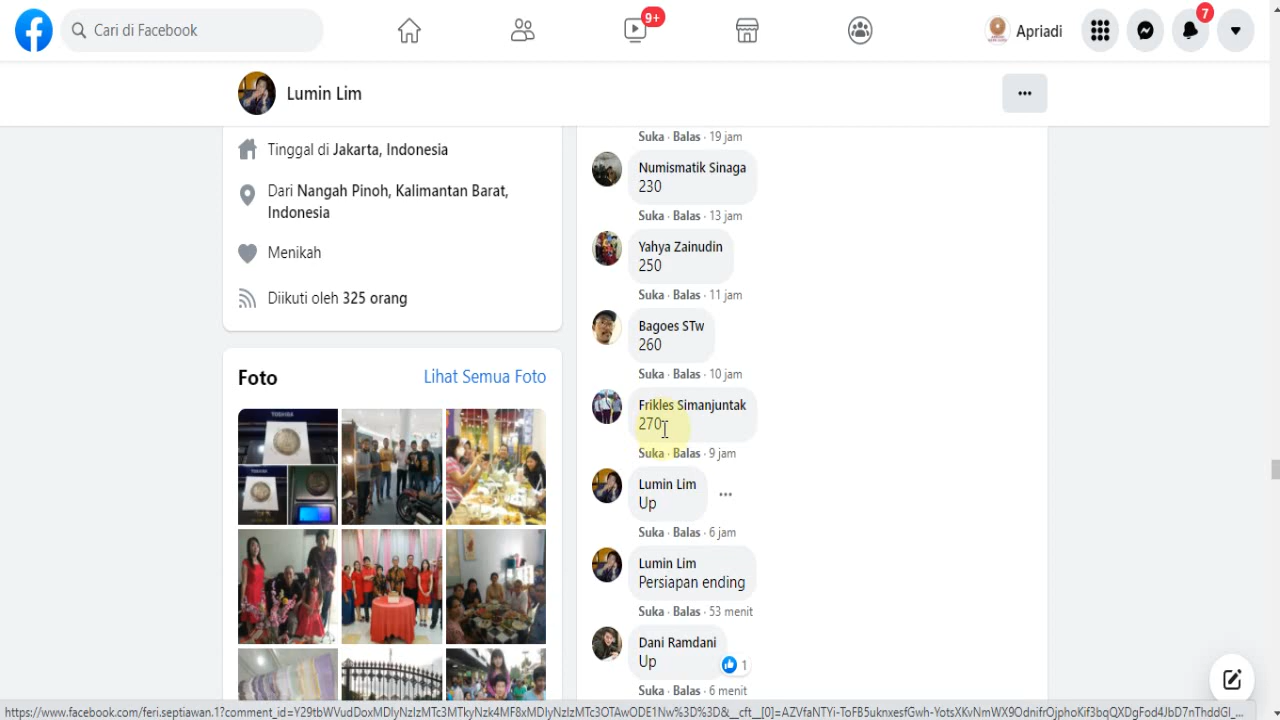 Cari di Facebook
9+
Apriadi
7
Lumin Lim
Tinggal di Jakarta, Indonesia
Dari Nangah Pinoh, Kalimantan Barat,
Indonesia
Menikah
Diikuti oleh 325 orang
Foto
Lihat Semua Foto
TOSHIBA
Suka · Balas · 19 jam
Numismatik Sinaga
230
Suka · Balas · 13 jam
Yahya Zainudin
250
Suka · Balas · 11 jam
Bagoes STw
260
Suka · Balas · 10 jam
Frikles Simanjuntak
270
Suka · Balas · 9 jam
Lumin Lim
Up
Suka · Balas · 6 jam
Lumin Lim
Persiapan ending
Suka · Balas · 53 menit
Dani Ramdani
Up
1
Suka · Balas · 6 menit